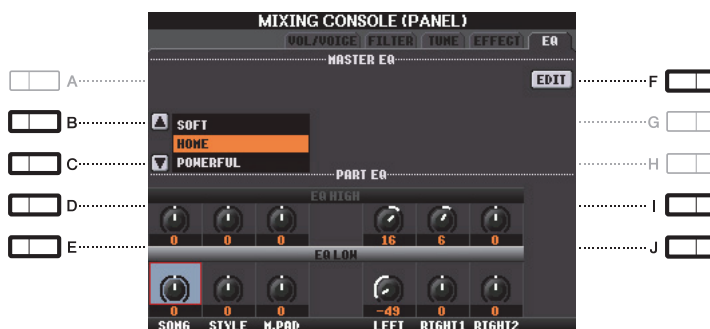 MIXING CONSOLE (PANEL)
VOL/VOICE FILTER TUNE EFFECT EQ
MASTER EQ
EDIT
A
F
B
SOFT
G
HOME
C
POWERFUL
H
PART EQ
EQ HIGH
D
I
0 0 0 16 6 0
EQ LOW
E
J
0 0 0 -49 0 0
SONG STYLE M.PAD LEFT RIGHT1 RIGHT2